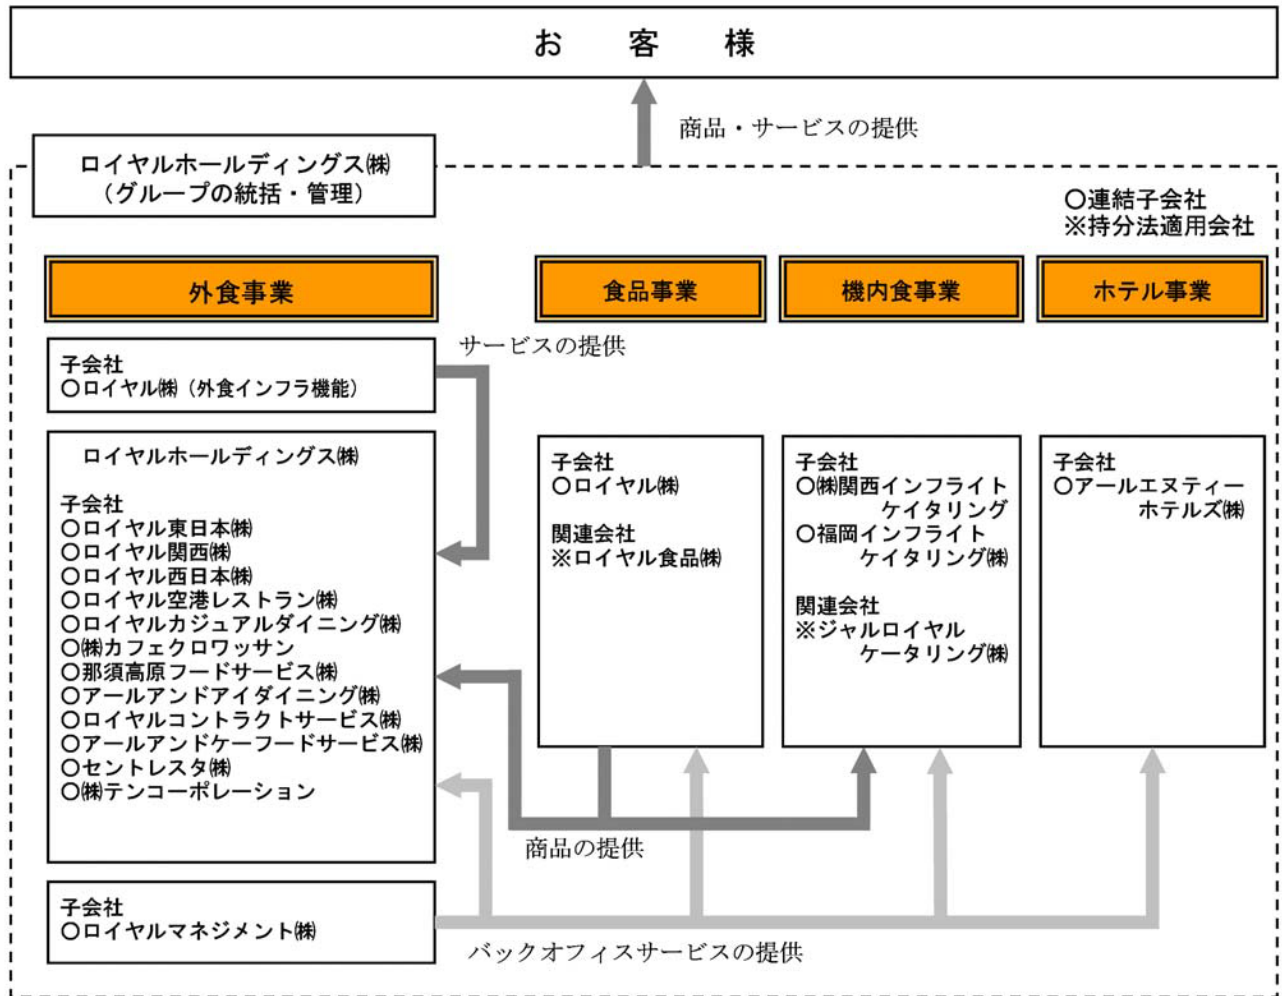 お　客　様
商品・サービスの提供
ロイヤルホールディングス㈱
（グループの統括・管理）
〇連結子会社
※持分法適用会社
外食事業
食品事業
機内食事業
ホテル事業
サービスの提供
子会社
〇ロイヤル㈱（外食インフラ機能）
ロイヤルホールディングス㈱
子会社
〇ロイヤル東日本㈱
〇ロイヤル関西㈱
〇ロイヤル西日本㈱
〇ロイヤル空港レストラン㈱
〇ロイヤルカジュアルダイニング㈱
〇㈱カフェクロワッサン
〇那須高原フードサービス㈱
〇アールアンドアイダイニング㈱
〇ロイヤルコントラクトサービス㈱
〇アールアンドケーフードサービス㈱
〇セントレスタ㈱
〇㈱テンコーポレーション
子会社
〇ロイヤル㈱
関連会社
※ロイヤル食品㈱
子会社
〇㈱関西インフライト
ケイタリング
〇福岡インフライト
ケイタリング㈱
関連会社
※ジャルロイヤル
ケータリング㈱
子会社
〇アールエヌティー
ホテルズ㈱
商品の提供
子会社
〇ロイヤルマネジメント㈱
バックオフィスサービスの提供